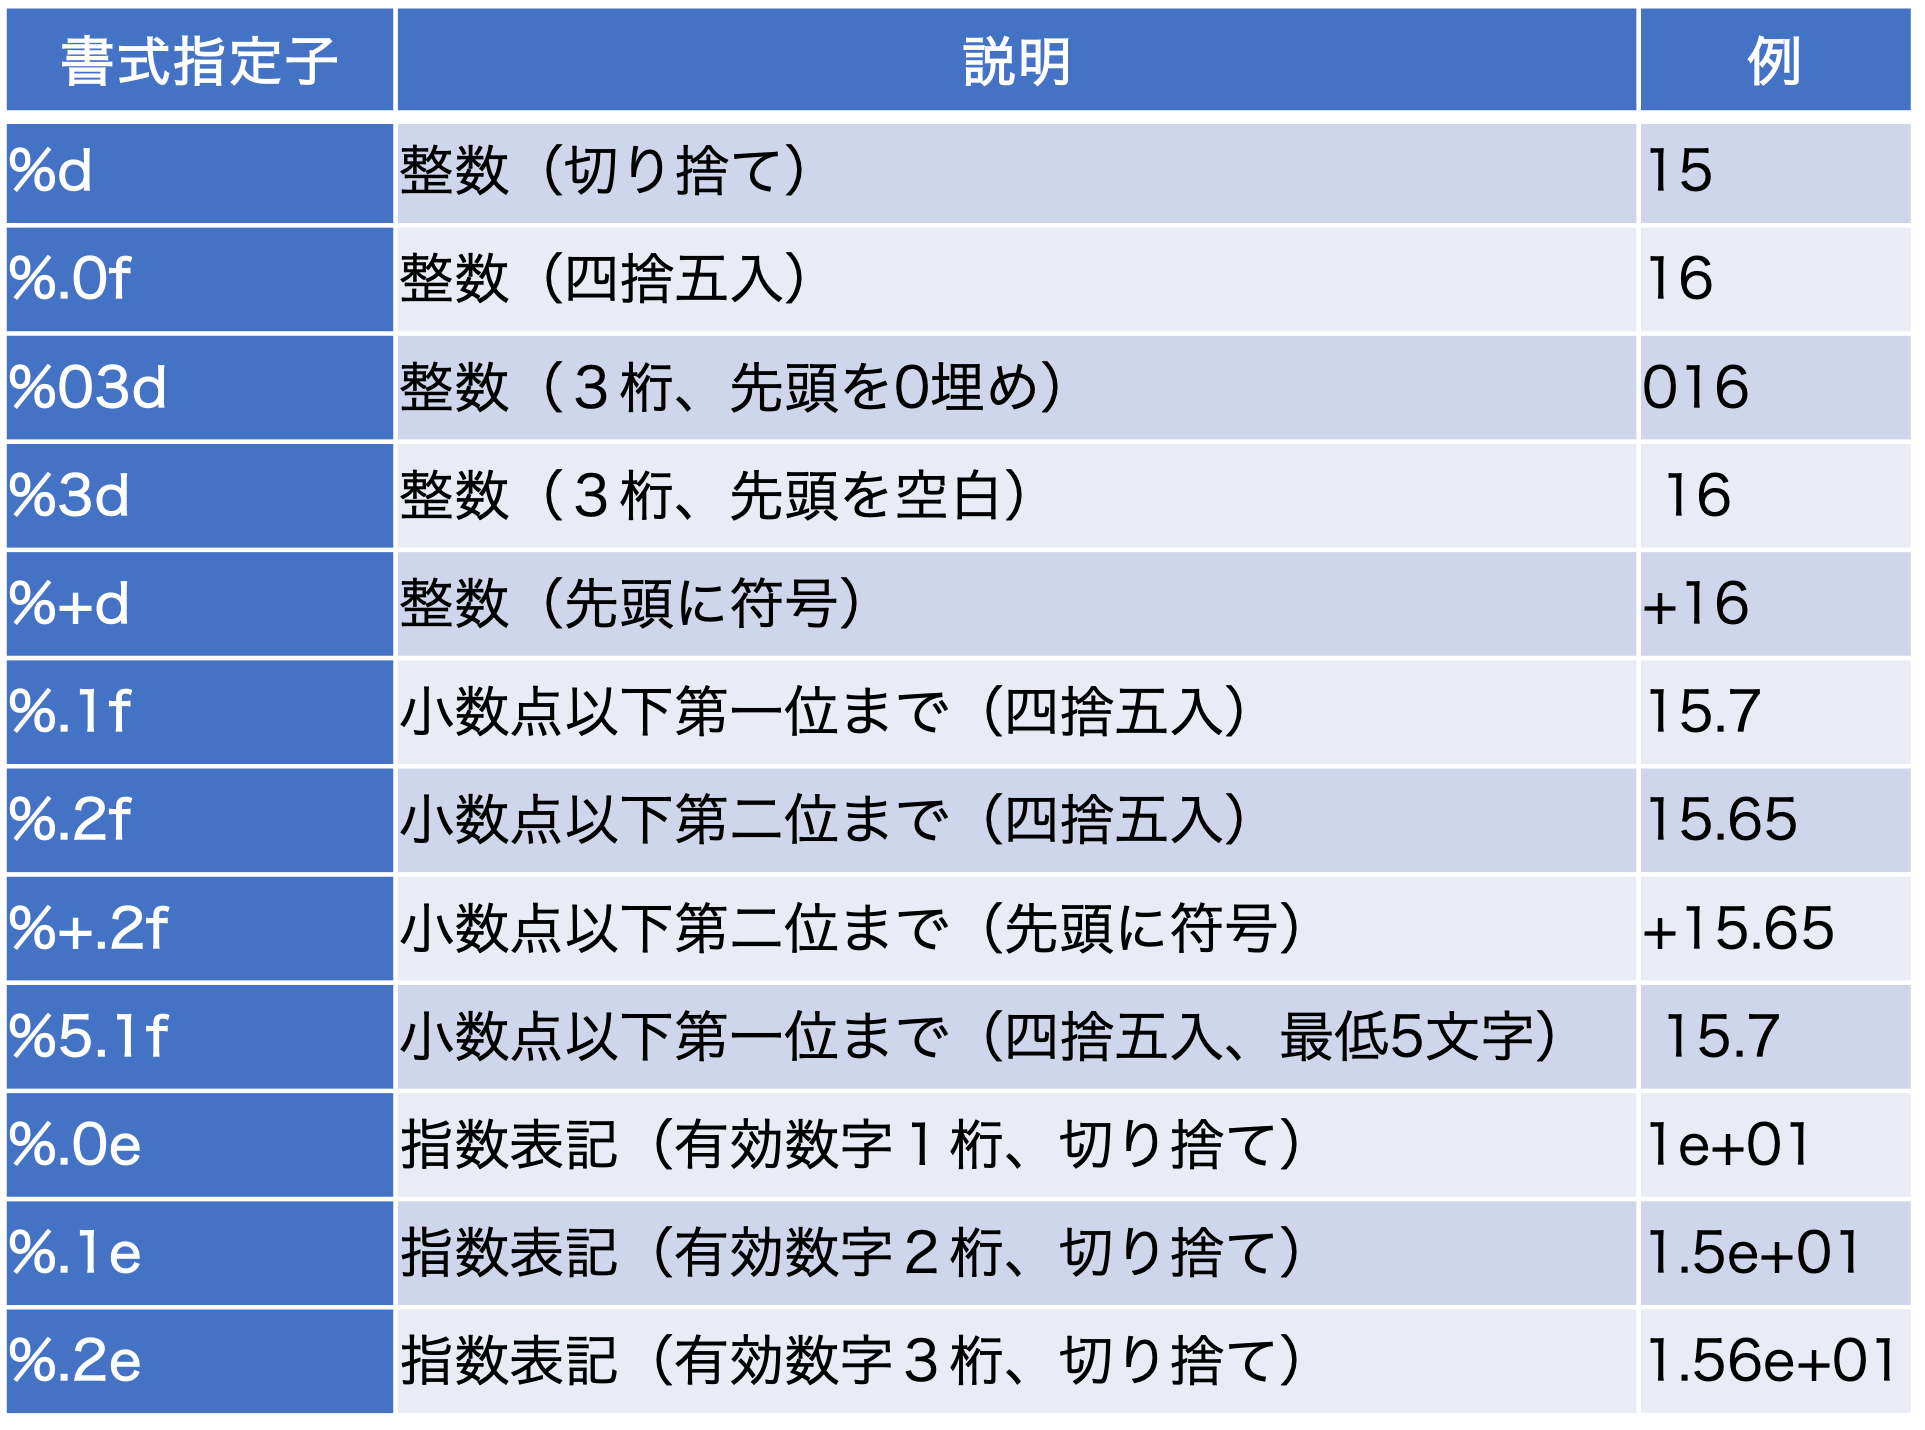 書式指定子 説明 例
%d 整数（切り捨て） 15
%.0f 整数（四捨五入） 16
%03d 整数（３桁、先頭を0埋め） 016
%3d 整数（３桁、先頭を空白） 16
%+d 整数（先頭に符号） +16
%.1f 小数点以下第一位まで（四捨五入） 15.7
%.2f 小数点以下第二位まで（四捨五入） 15.65
%+.2f 小数点以下第二位まで（先頭に符号） +15.65
%5.1f 小数点以下第一位まで（四捨五入、最低5文字） 15.7
%.0e 指数表記（有効数字１桁、切り捨て） 1e+01
%.1e 指数表記（有効数字２桁、切り捨て） 1.5e+01
%.2e 指数表記（有効数字３桁、切り捨て） 1.56e+01